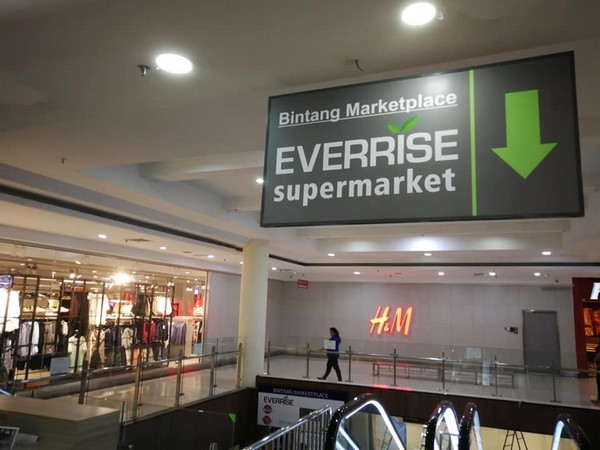 Bintang Marketplace
EVERRISE
supermarket
H&M
BINTANG MARKETPLACE
EVERRISE